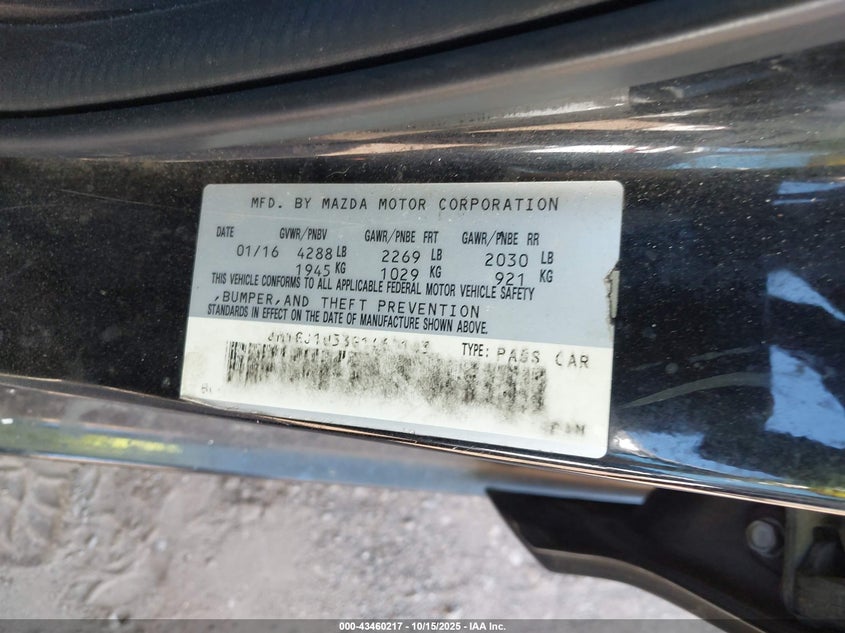 MFD. BY MAZDA MOTOR CORPORATION
DATE GVWR/PNBV GAWR/PNBE FRT GAWR/PNBE RR
01/16 4288 LB 2269 LB 2030 LB
1945 KG 1029 KG 921 KG
THIS VEHICLE CONFORMS TO ALL APPLICABLE FEDERAL MOTOR VEHICLE SAFETY
,BUMPER,AND THEFT PREVENTION
STANDARDS IN EFFECT ON THE DATE OF MANUFACTURE SHOWN ABOVE.
TYPE: PASS CAR
000-43460217 - 10/15/2025 - IAA Inc.